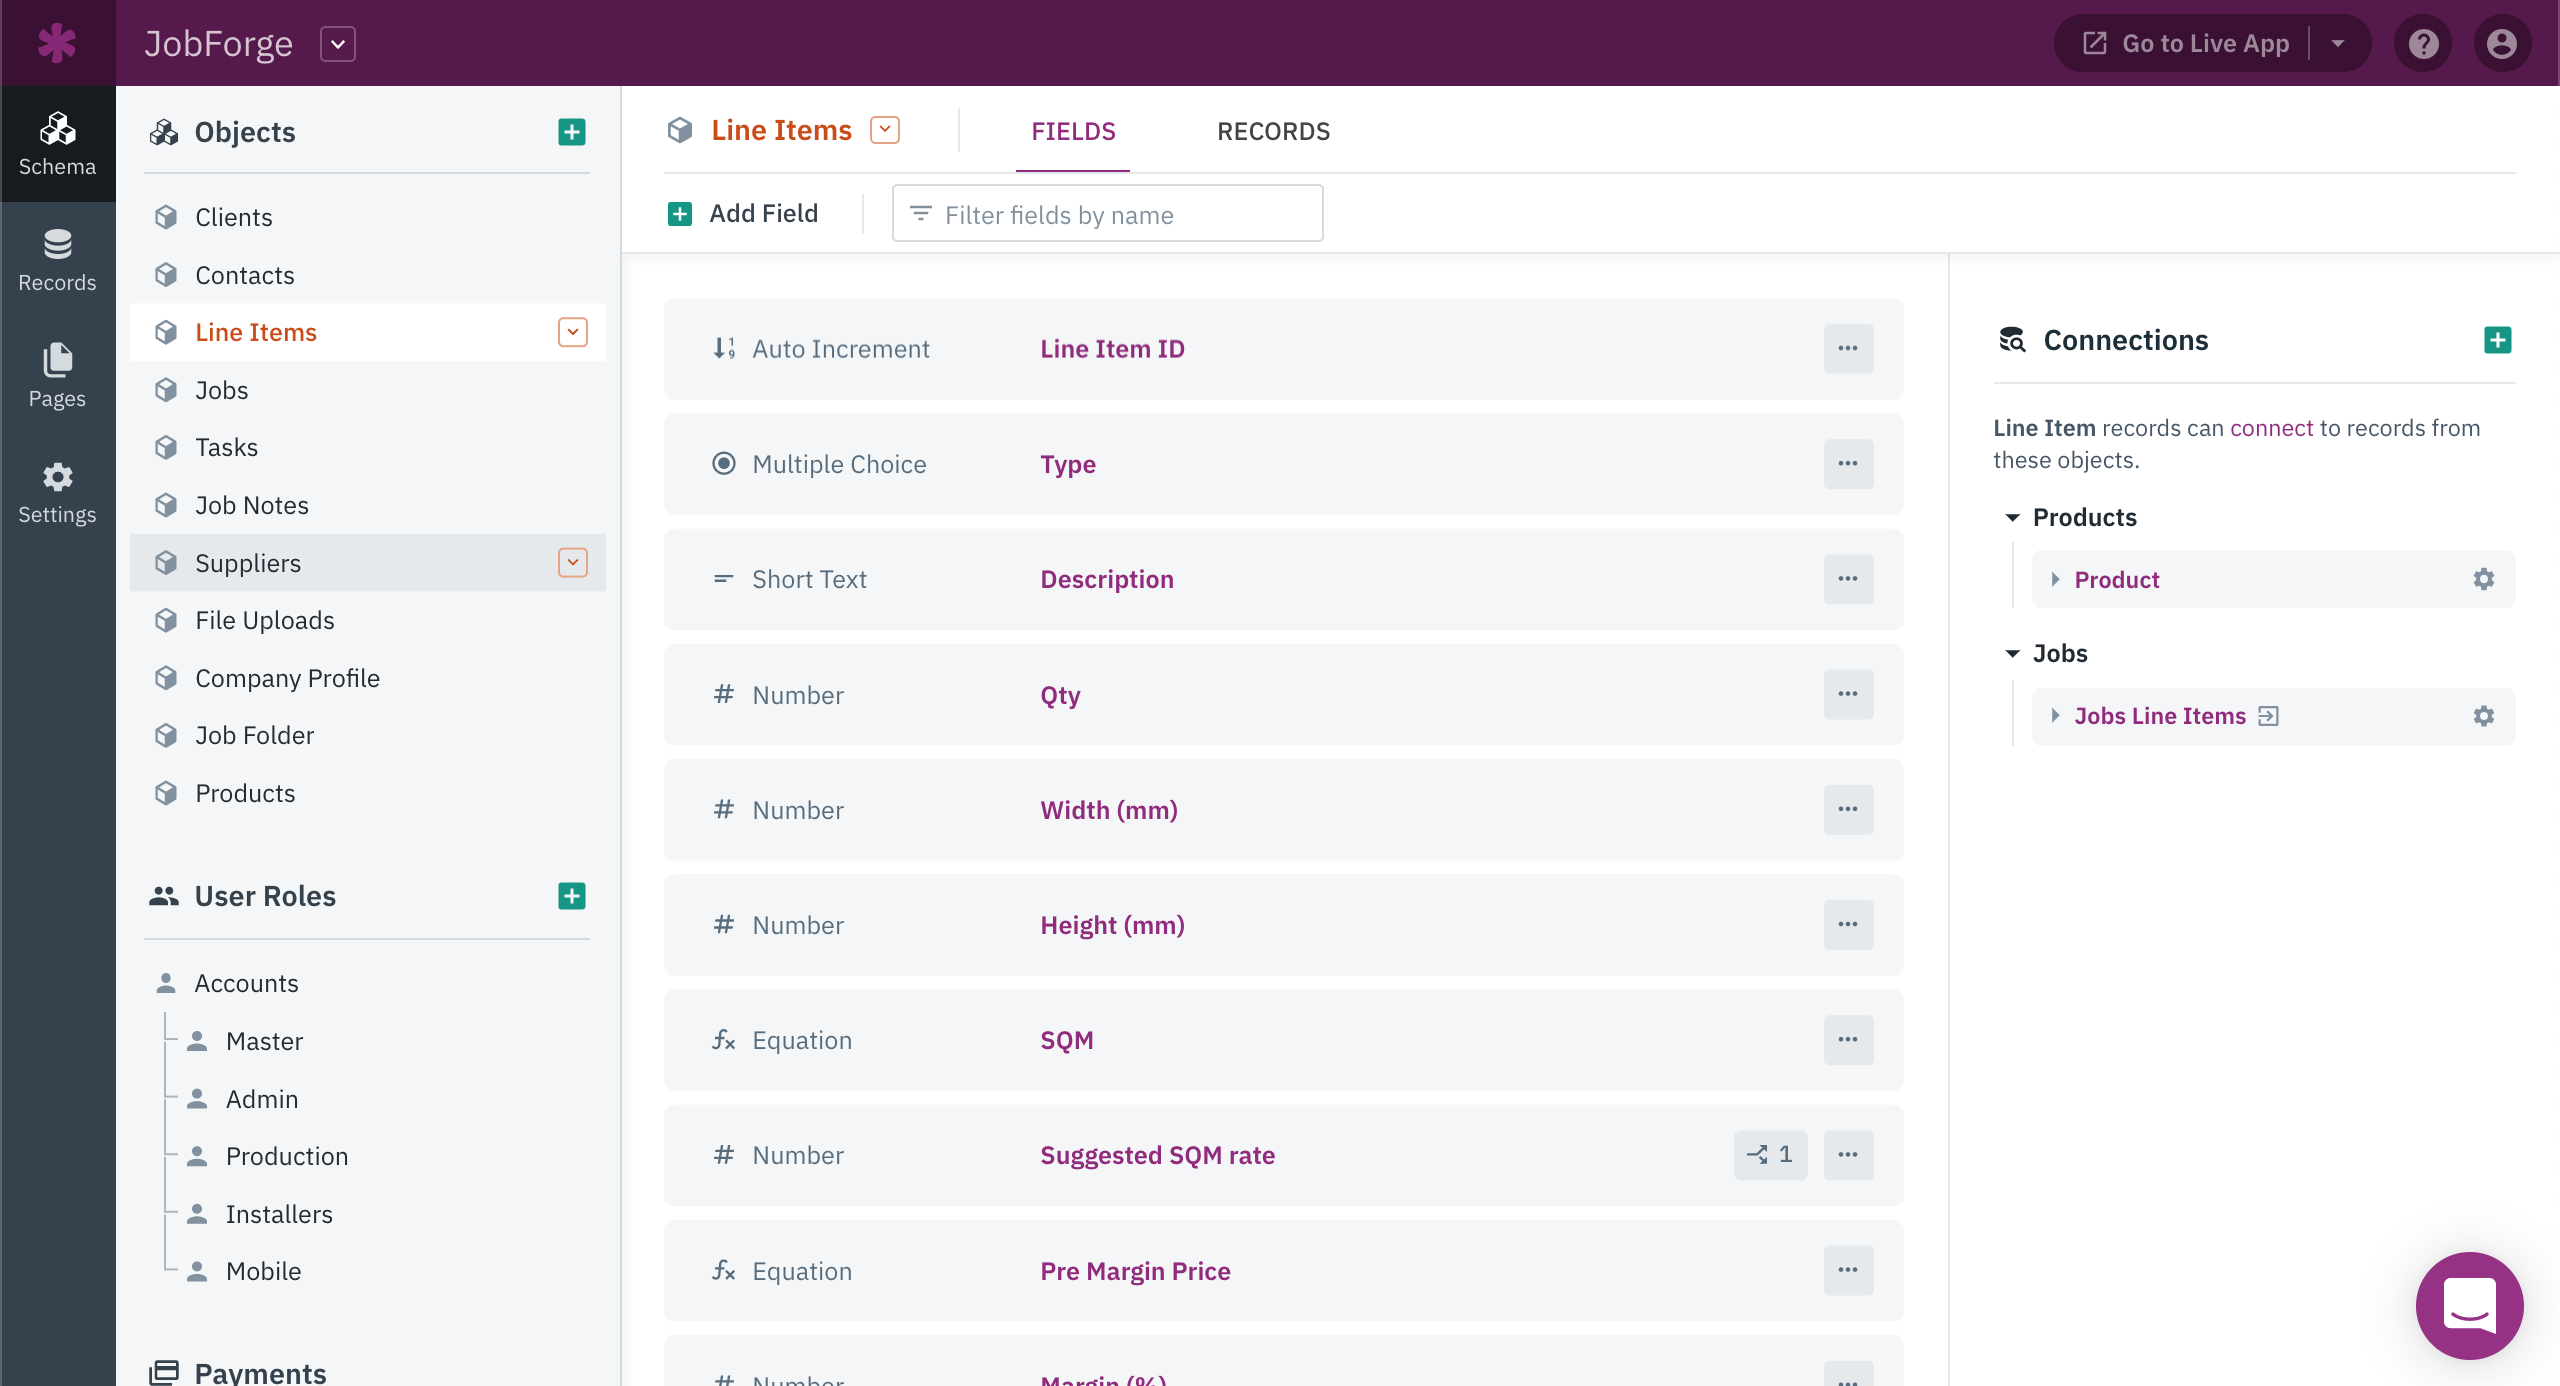 JobForge
Go to Live App
Schema
Records
Pages
Settings
Objects
Clients
Contacts
Line Items
Jobs
Tasks
Job Notes
Suppliers
File Uploads
Company Profile
Job Folder
Products
User Roles
Accounts
Master
Admin
Production
Installers
Mobile
Payments
Line Items
FIELDS
RECORDS
Add Field
Filter fields by name
Auto Increment Line Item ID
Multiple Choice Type
Short Text Description
Number Qty
Number Width (mm)
Number Height (mm)
Equation SQM
Number Suggested SQM rate 1
Equation Pre Margin Price
Number Margin (%)
Connections
Line Item records can connect to records from
these objects.
Products
Product
Jobs
Jobs Line Items